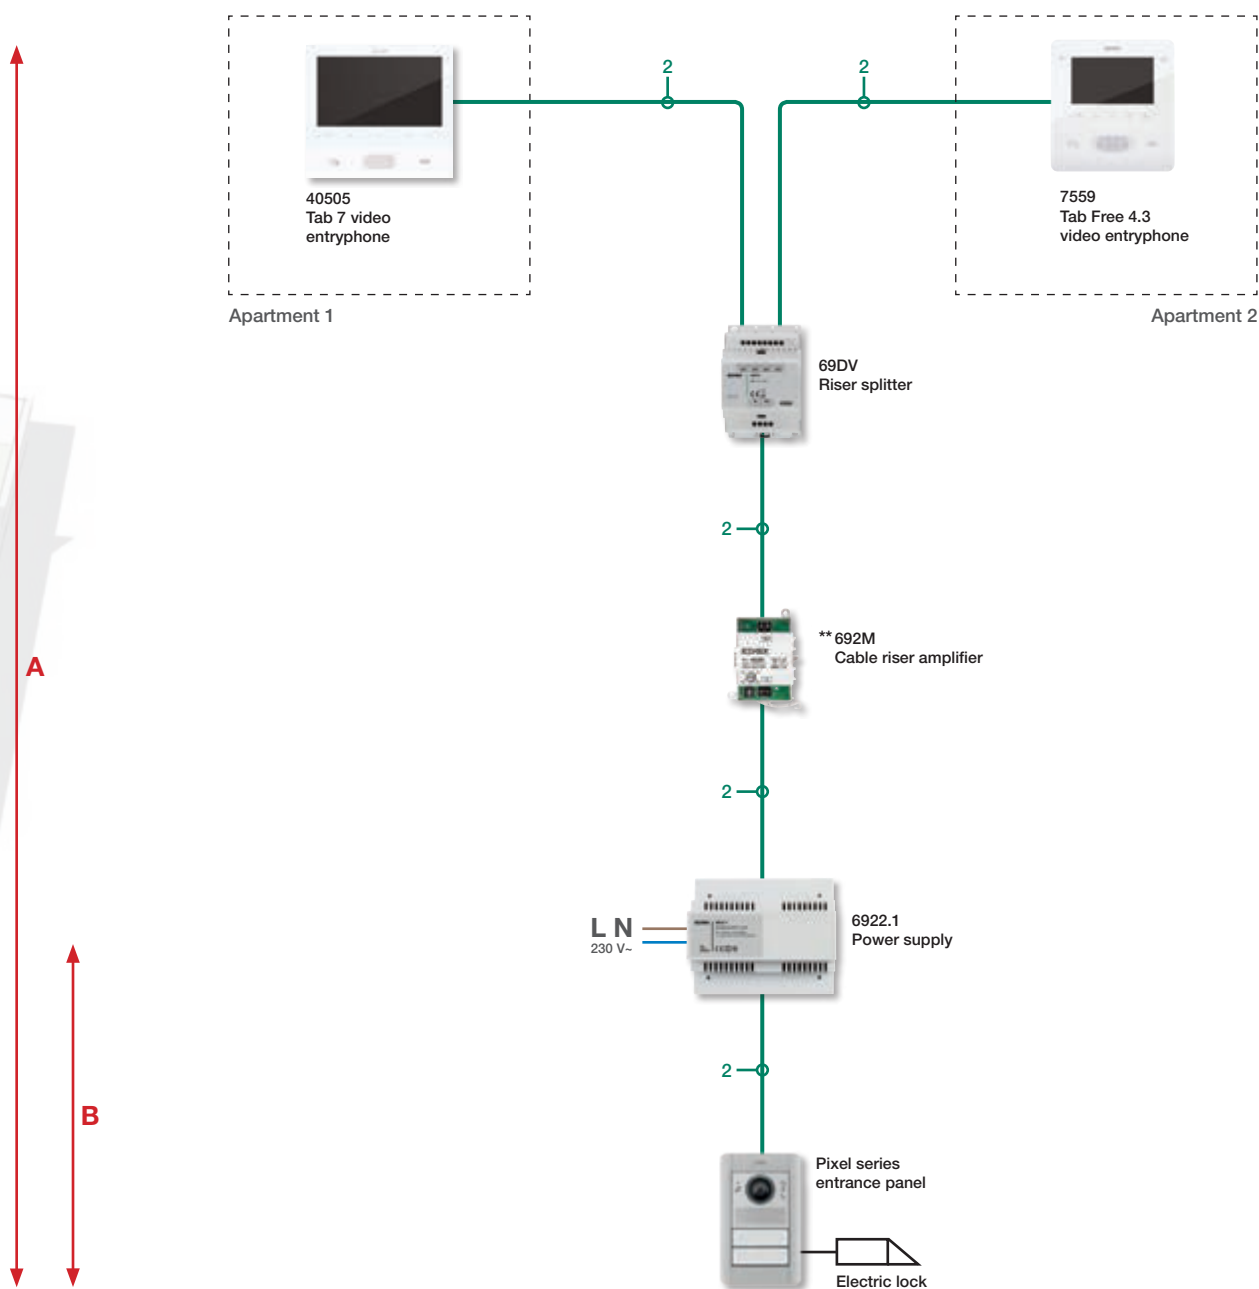 2
2
40505
Tab 7 video
entryphone
7559
Tab Free 4.3
video entryphone
Apartment 1
Apartment 2
69DV
Riser splitter
2
**692M
Cable riser amplifier
A
2
L N
230 V~
6922.1
Power supply
2
B
Pixel series
entrance panel
Electric lock